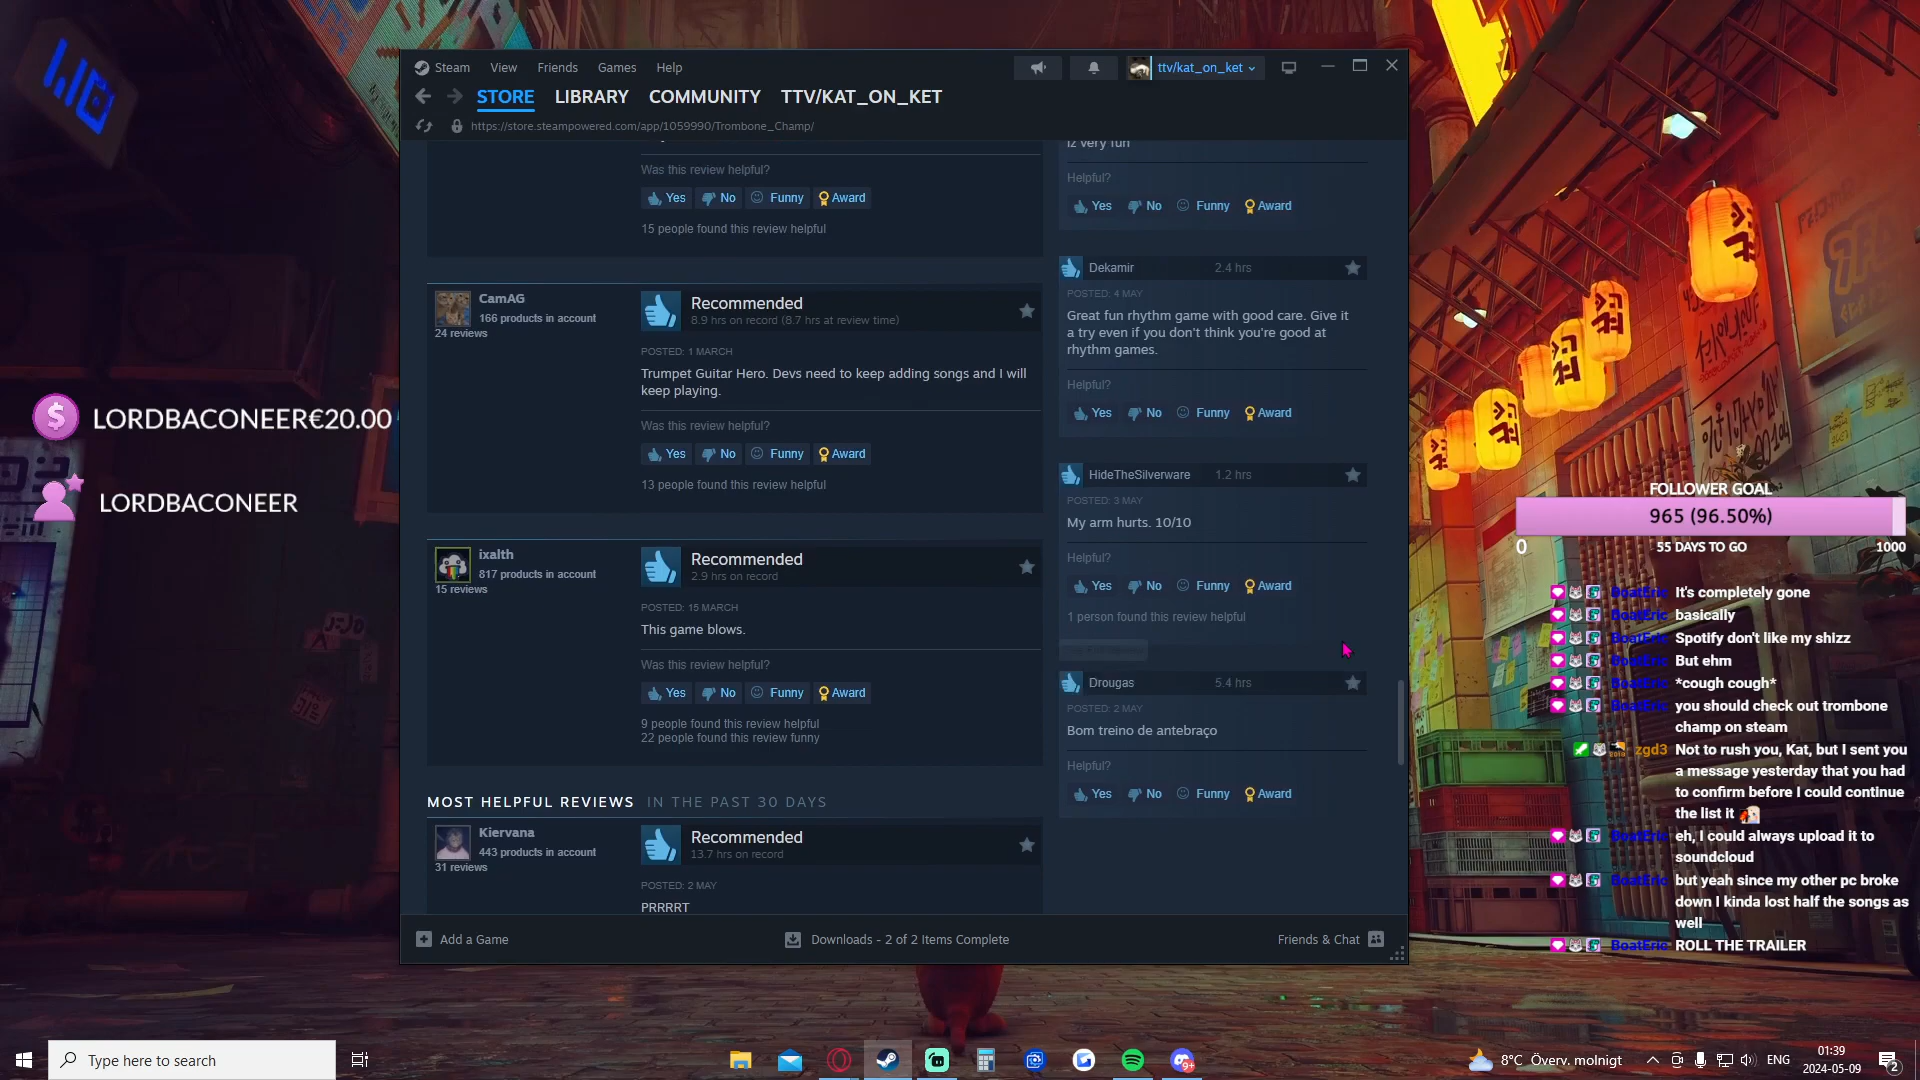 Steam View Friends Games Help
ttv/kat_on_ket
STORE LIBRARY COMMUNITY TTV/KAT_ON_KET
https://store.steampowered.com/app/1059990/Trombone_Champ/
Was this review helpful?
Yes No Funny Award
15 people found this review helpful
CamAG
166 products in account
24 reviews
Recommended
8.9 hrs on record (8.7 hrs at review time)
POSTED: 1 MARCH
Trumpet Guitar Hero. Devs need to keep adding songs and I will
keep playing.
Was this review helpful?
Yes No Funny Award
13 people found this review helpful
ixalth
817 products in account
15 reviews
Recommended
2.9 hrs on record
POSTED: 15 MARCH
This game blows.
Was this review helpful?
Yes No Funny Award
9 people found this review helpful
22 people found this review funny
MOST HELPFUL REVIEWS IN THE PAST 30 DAYS
Kiervana
443 products in account
31 reviews
Recommended
13.7 hrs on record
POSTED: 2 MAY
PRRRRT
iz very fun
Helpful?
Yes No Funny Award
Dekamir 2.4 hrs
POSTED: 4 MAY
Great fun rhythm game with good care. Give it
a try even if you don't think you're good at
rhythm games.
Helpful?
Yes No Funny Award
HideTheSilverware 1.2 hrs
POSTED: 3 MAY
My arm hurts. 10/10
Helpful?
Yes No Funny Award
1 person found this review helpful
Drougas 5.4 hrs
POSTED: 2 MAY
Bom treino de antebraço
Helpful?
Yes No Funny Award
Add a Game
Downloads - 2 of 2 Items Complete
Friends & Chat
LORDBACONEER€20.00
LORDBACONEER
FOLLOWER GOAL
965 (96.50%)
0 55 DAYS TO GO 1000
BoatEric It's completely gone
BoatEric basically
BoatEric Spotify don't like my shizz
BoatEric But ehm
BoatEric *cough cough*
BoatEric you should check out trombone
champ on steam
zgd3 Not to rush you, Kat, but I sent you
a message yesterday that you had
to confirm before I could continue
the list it
BoatEric eh, I could always upload it to
soundcloud
BoatEric but yeah since my other pc broke
down I kinda lost half the songs as
well
BoatEric ROLL THE TRAILER
Type here to search
9+
8°C Överv. molnigt
ENG
01:39
2024-05-09
2